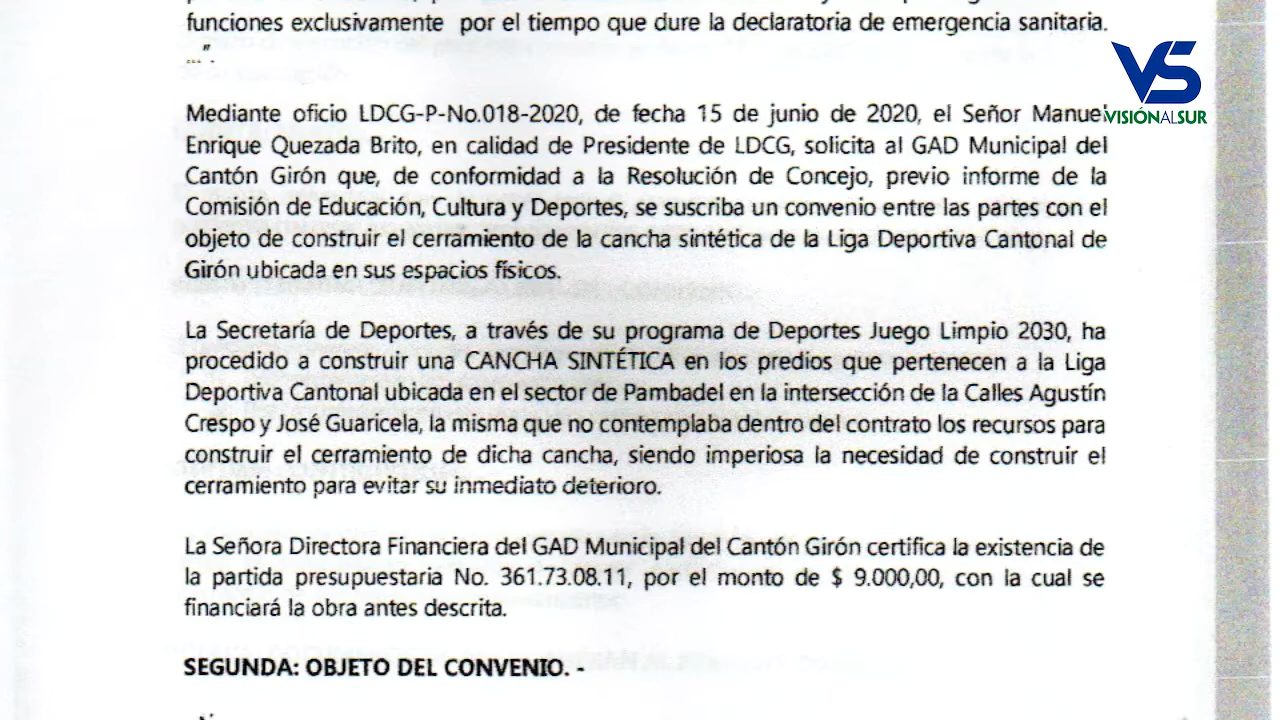 funciones exclusivamente por el tiempo que dure la declaratoria de emergencia sanitaria.
...".
VS
VISIÓNALSUR
Mediante oficio LDCG-P-No.018-2020, de fecha 15 de junio de 2020, el Señor Manuel
Enrique Quezada Brito, en calidad de Presidente de LDCG, solicita al GAD Municipal del
Cantón Girón que, de conformidad a la Resolución de Concejo, previo informe de la
Comisión de Educación, Cultura y Deportes, se suscriba un convenio entre las partes con el
objeto de construir el cerramiento de la cancha sintética de la Liga Deportiva Cantonal de
Girón ubicada en sus espacios físicos.
La Secretaría de Deportes, a través de su programa de Deportes Juego Limpio 2030, ha
procedido a construir una CANCHA SINTÉTICA en los predios que pertenecen a la Liga
Deportiva Cantonal ubicada en el sector de Pambadel en la intersección de la Calles Agustín
Crespo y José Guaricela, la misma que no contemplaba dentro del contrato los recursos para
construir el cerramiento de dicha cancha, siendo imperiosa la necesidad de construir el
cerramiento para evitar su inmediato deterioro.
La Señora Directora Financiera del GAD Municipal del Cantón Girón certifica la existencia de
la partida presupuestaria No. 361.73.08.11, por el monto de $ 9.000,00, con la cual se
financiará la obra antes descrita.
SEGUNDA: OBJETO DEL CONVENIO. -